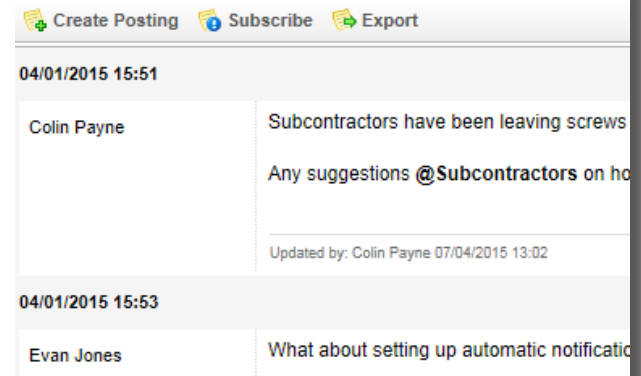 Create Posting Subscribe Export
04/01/2015 15:51
Colin Payne
Subcontractors have been leaving screws
Any suggestions @Subcontractors on
Updated by: Colin Payne 07/04/2015 13:02
04/01/2015 15:53
Evan Jones
What about setting up automatic